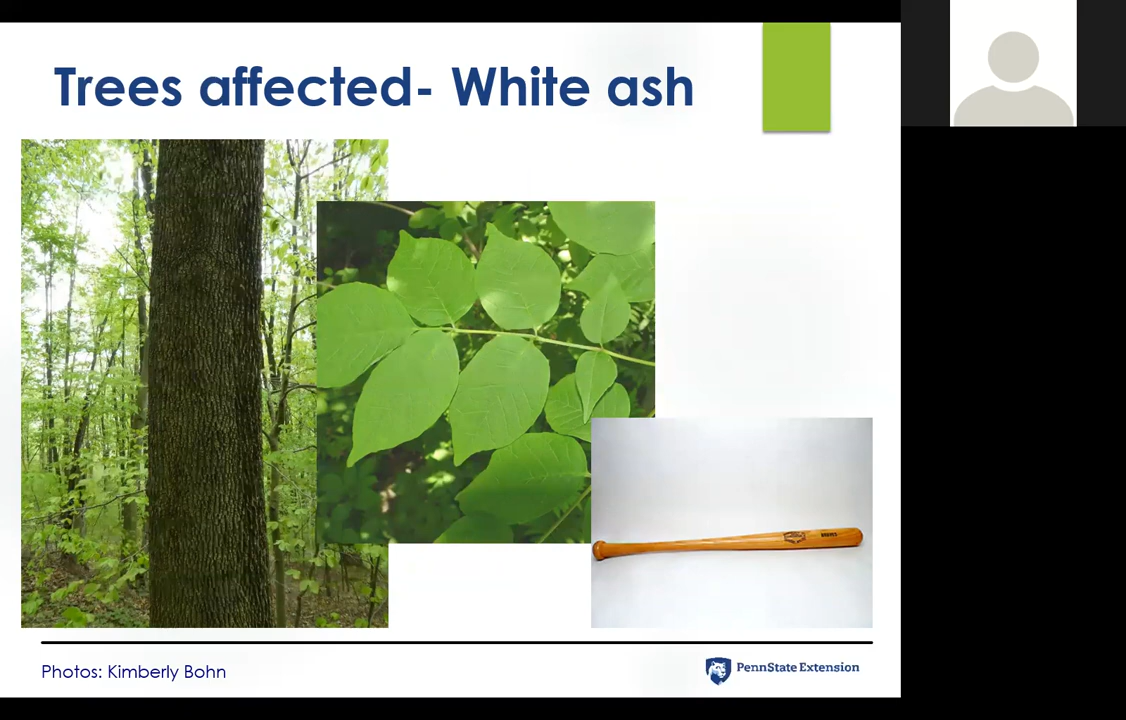 Trees affected- White ash
Photos: Kimberly Bohn
PennState Extension